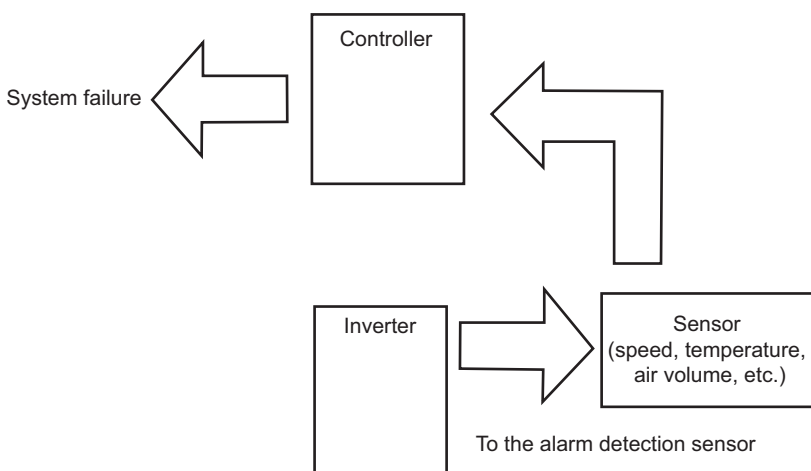 Controller
System failure
Inverter
Sensor
(speed, temperature,
air volume, etc.)
To the alarm detection sensor